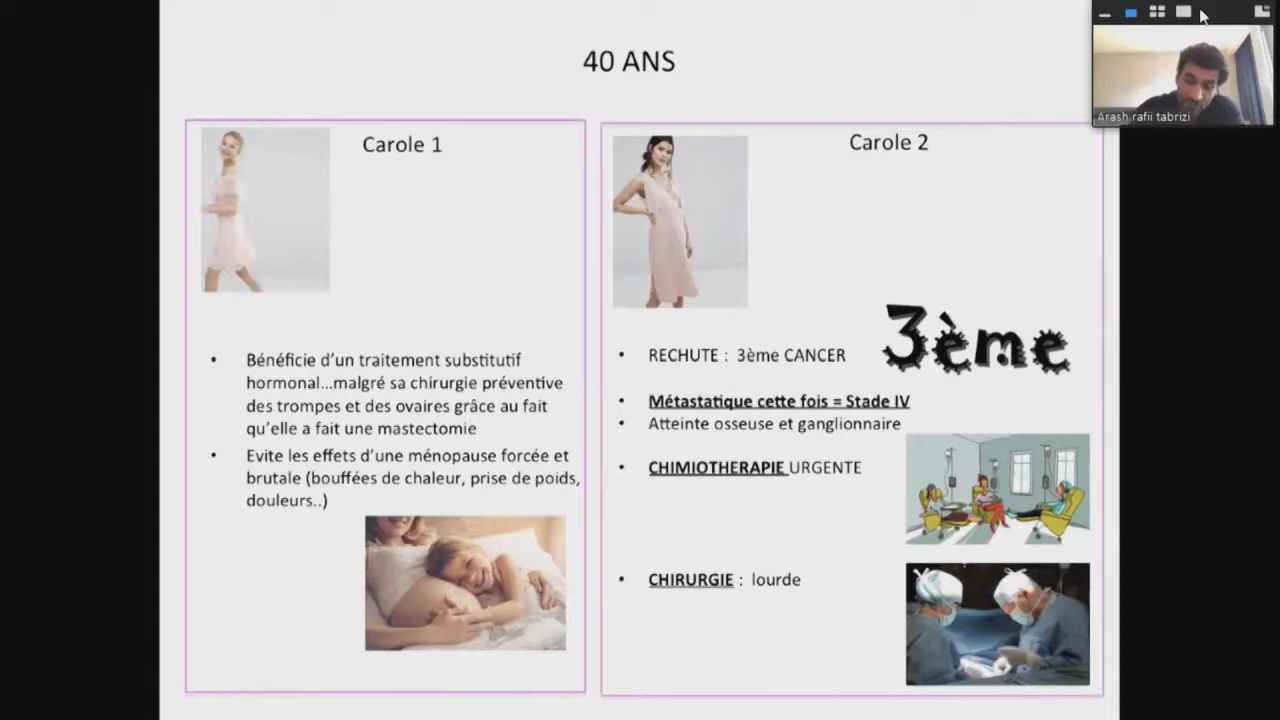 40 ANS
Arash rafii tabrizi
Carole 1
Bénéficie d'un traitement substitutif
hormonal...malgré sa chirurgie préventive
des trompes et des ovaires grâce au fait
qu'elle a fait une mastectomie
Evite les effets d'une ménopause forcée et
brutale (bouffées de chaleur, prise de poids,
douleurs..)
Carole 2
3ème
RECHUTE : 3ème CANCER
Métastatique cette fois = Stade IV
Atteinte osseuse et ganglionnaire
CHIMIOTHERAPIE URGENTE
CHIRURGIE : lourde